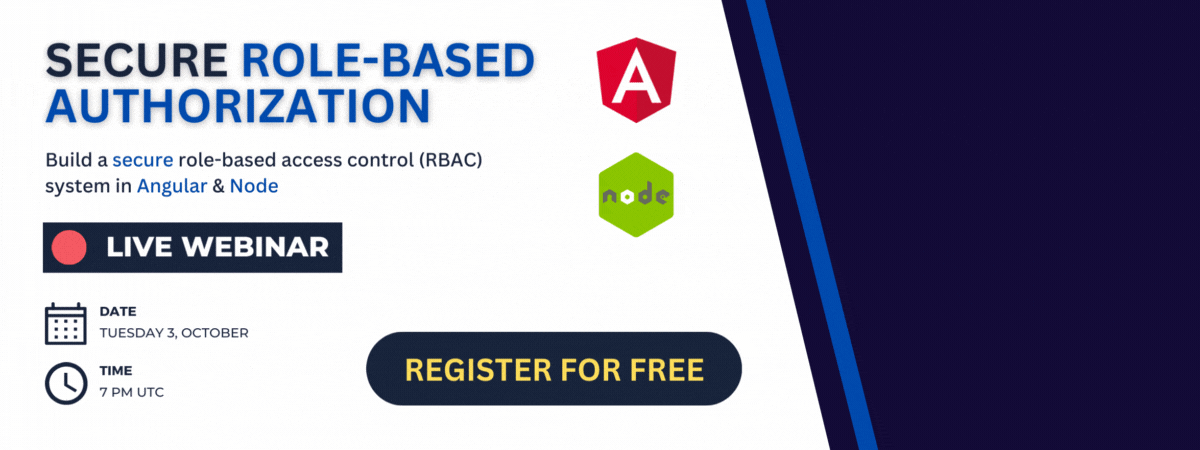 SECURE ROLE-BASED
AUTHORIZATION
Build a secure role-based access control (RBAC)
system in Angular & Node
LIVE WEBINAR
DATE
TUESDAY 3, OCTOBER
TIME
7 PM UTC
REGISTER FOR FREE
A
node